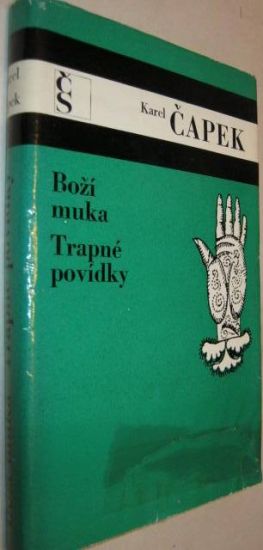 ČS
Karel
ČAPEK
Boží
muka
Trapné
povídky